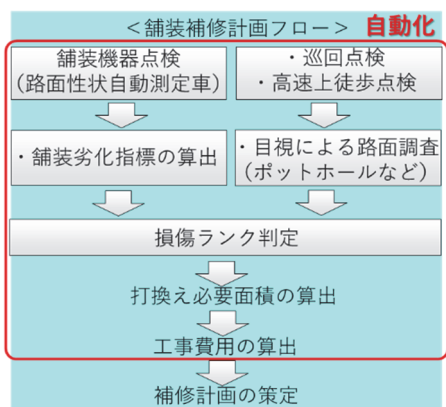 ＜舗装補修計画フロー＞ 自動化
舗装機器点検
（路面性状自動測定車）
・巡回点検
・高速上徒歩点検
・舗装劣化指標の算出
・目視による路面調査
（ポットホールなど）
損傷ランク判定
打換え必要面積の算出
工事費用の算出
補修計画の策定